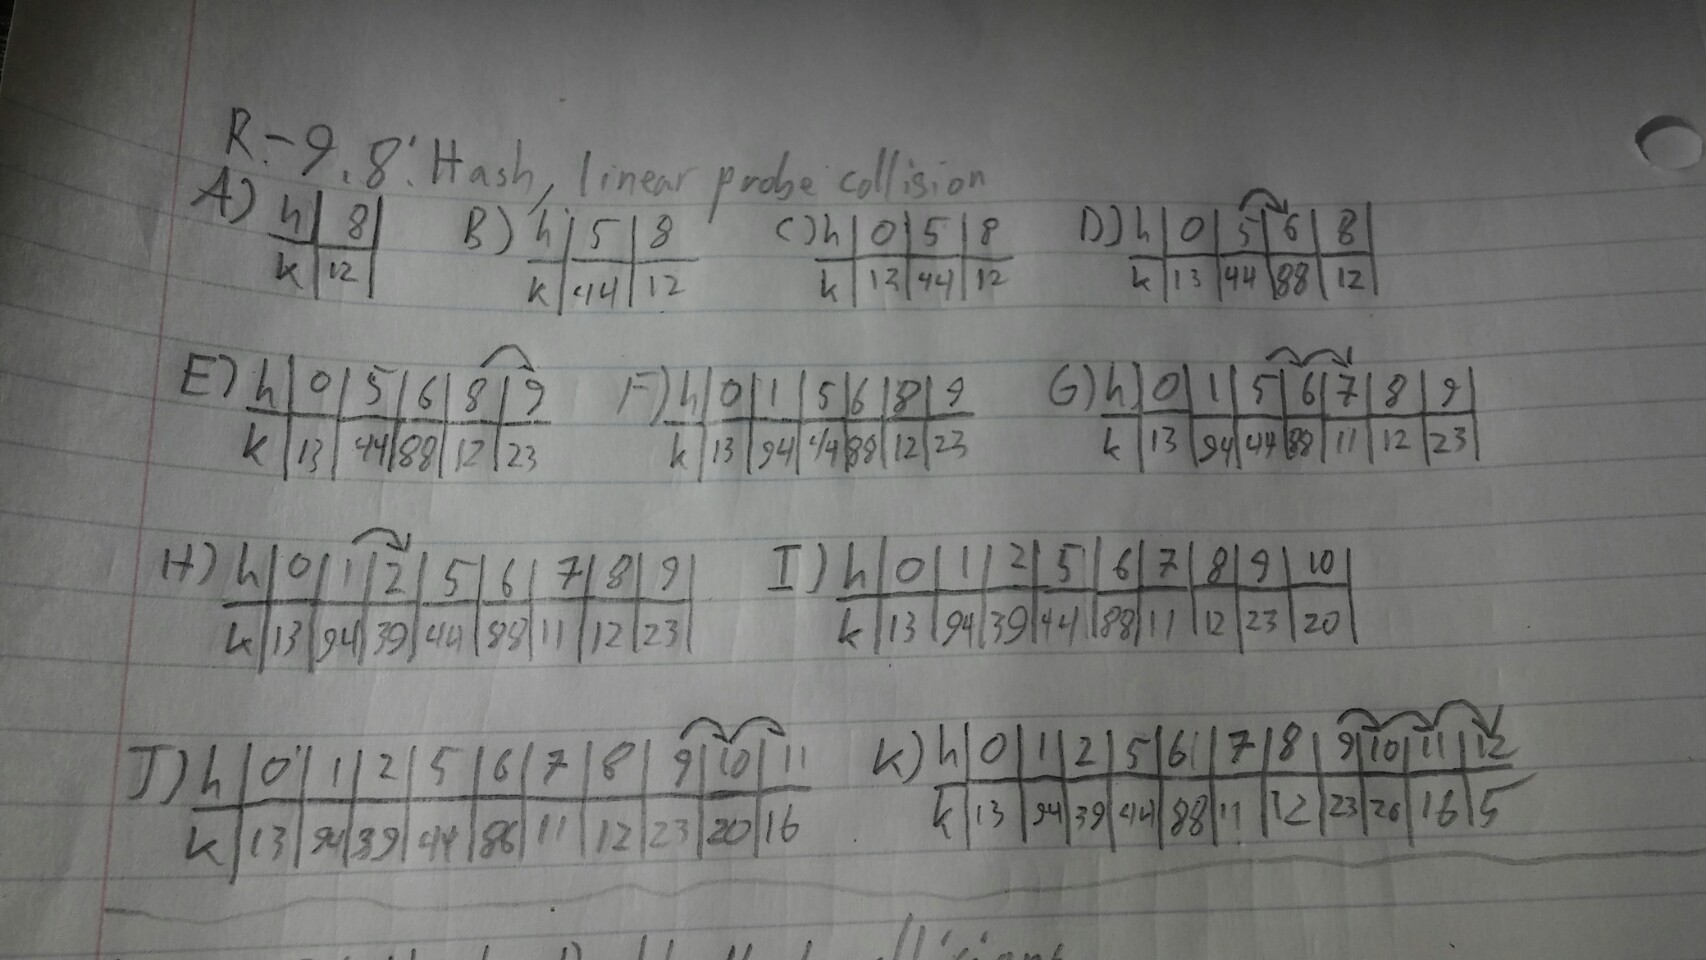 R-9.8: Hash, linear probe collision
A) h 8 B) h 5 8 C) h 0 5 8 D) h 0 5 6 8
k 12 k 44 12 k 13 44 12 k 13 44 88 12
E) h 0 5 6 8 9 F) h 0 1 5 6 8 9 G) h 0 1 5 6 7 8 9
k 13 44 88 12 23 k 13 94 44 88 12 23 k 13 94 44 88 11 12 23
H) h 0 1 2 5 6 7 8 9 I) h 0 1 2 5 6 7 8 9 10
k 13 94 39 44 88 11 12 23 k 13 94 39 44 88 11 12 23 20
J) h 0 1 2 5 6 7 8 9 10 11 K) h 0 1 2 5 6 7 8 9 10 11 12
k 13 94 39 44 88 11 12 23 20 16 k 13 94 39 44 88 11 12 23 20 16 5